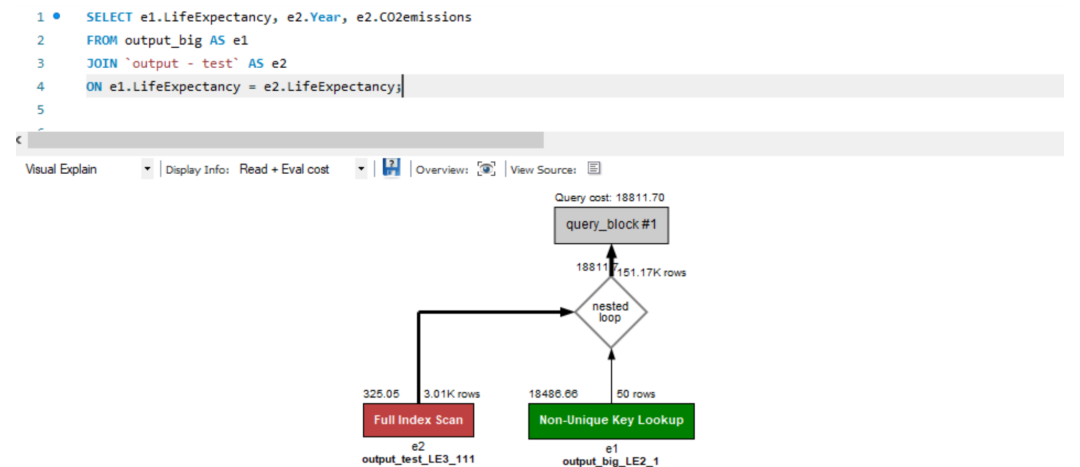 1 SELECT e1.LifeExpectancy, e2.Year, e2.CO2emissions
2 FROM output_big AS e1
3 JOIN `output - test` AS e2
4 ON e1.LifeExpectancy = e2.LifeExpectancy;
5
Visual Explain Display Info: Read + Eval cost Overview: View Source:
Query cost: 18811.70
query_block #1
18811.7 151.17K rows
nested
loop
325.05 3.01K rows 18486.66 50 rows
Full Index Scan Non-Unique Key Lookup
e2 e1
output_test_LE3_111 output_big_LE2_1